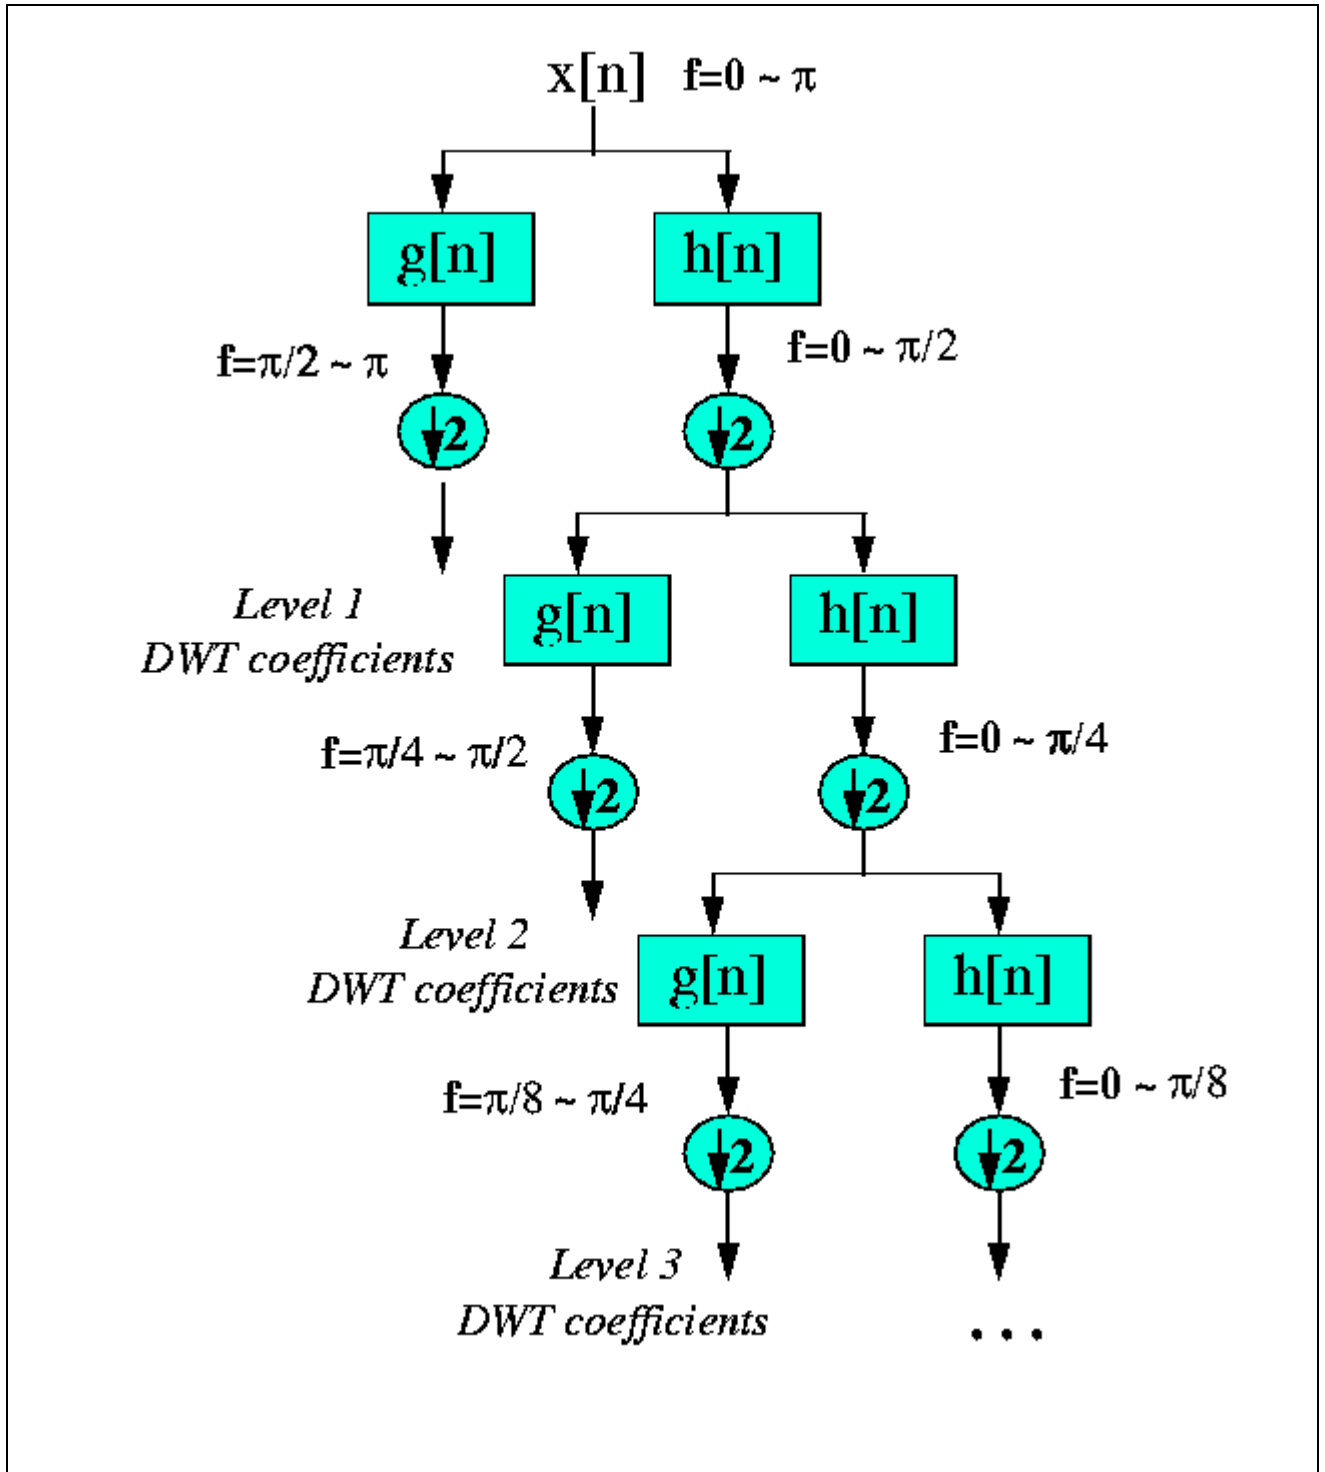 x[n] f=0 ~ π
g[n] h[n]
f=π/2 ~ π
f=0 ~ π/2
2 2
Level 1
DWT coefficients
g[n] h[n]
f=π/4 ~ π/2
f=0 ~ π/4
2 2
Level 2
DWT coefficients
g[n] h[n]
f=π/8 ~ π/4
f=0 ~ π/8
2 2
Level 3
DWT coefficients
...